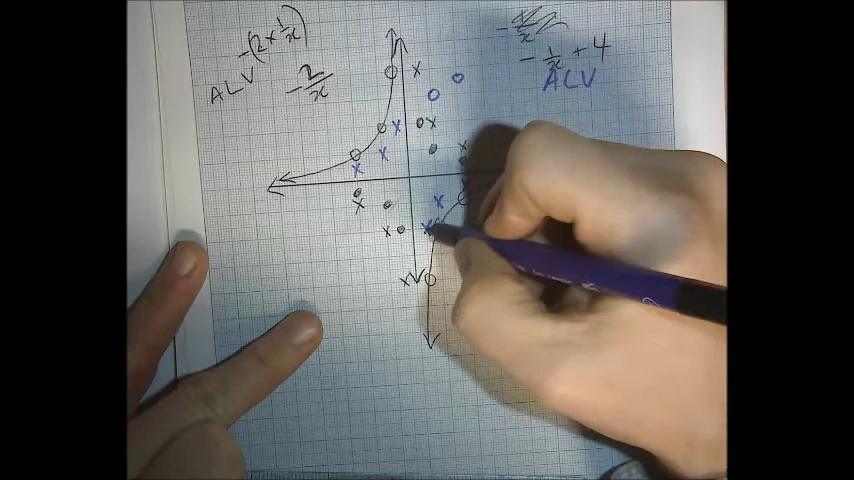 -(2 x 1/x)
ALV
-2/x
-1/x + 4
ALV